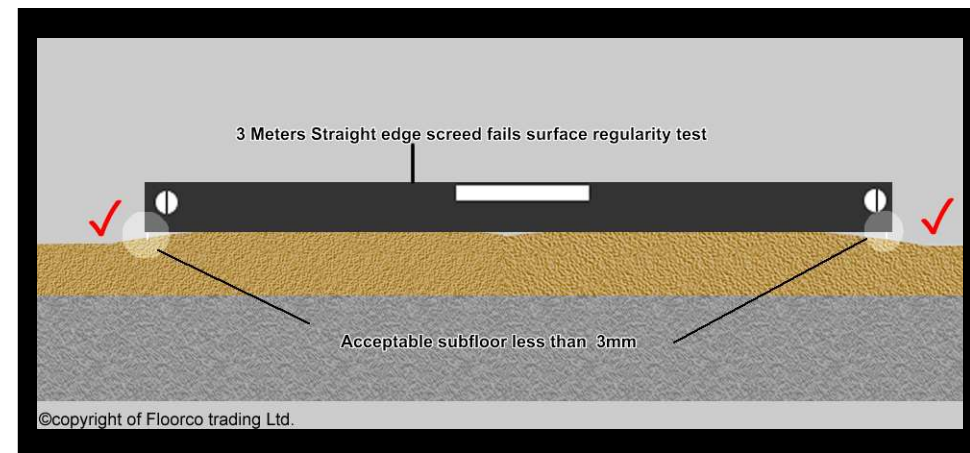 3 Meters Straight edge screed fails surface regularity test
Acceptable subfloor less than 3mm
©copyright of Floorco trading Ltd.